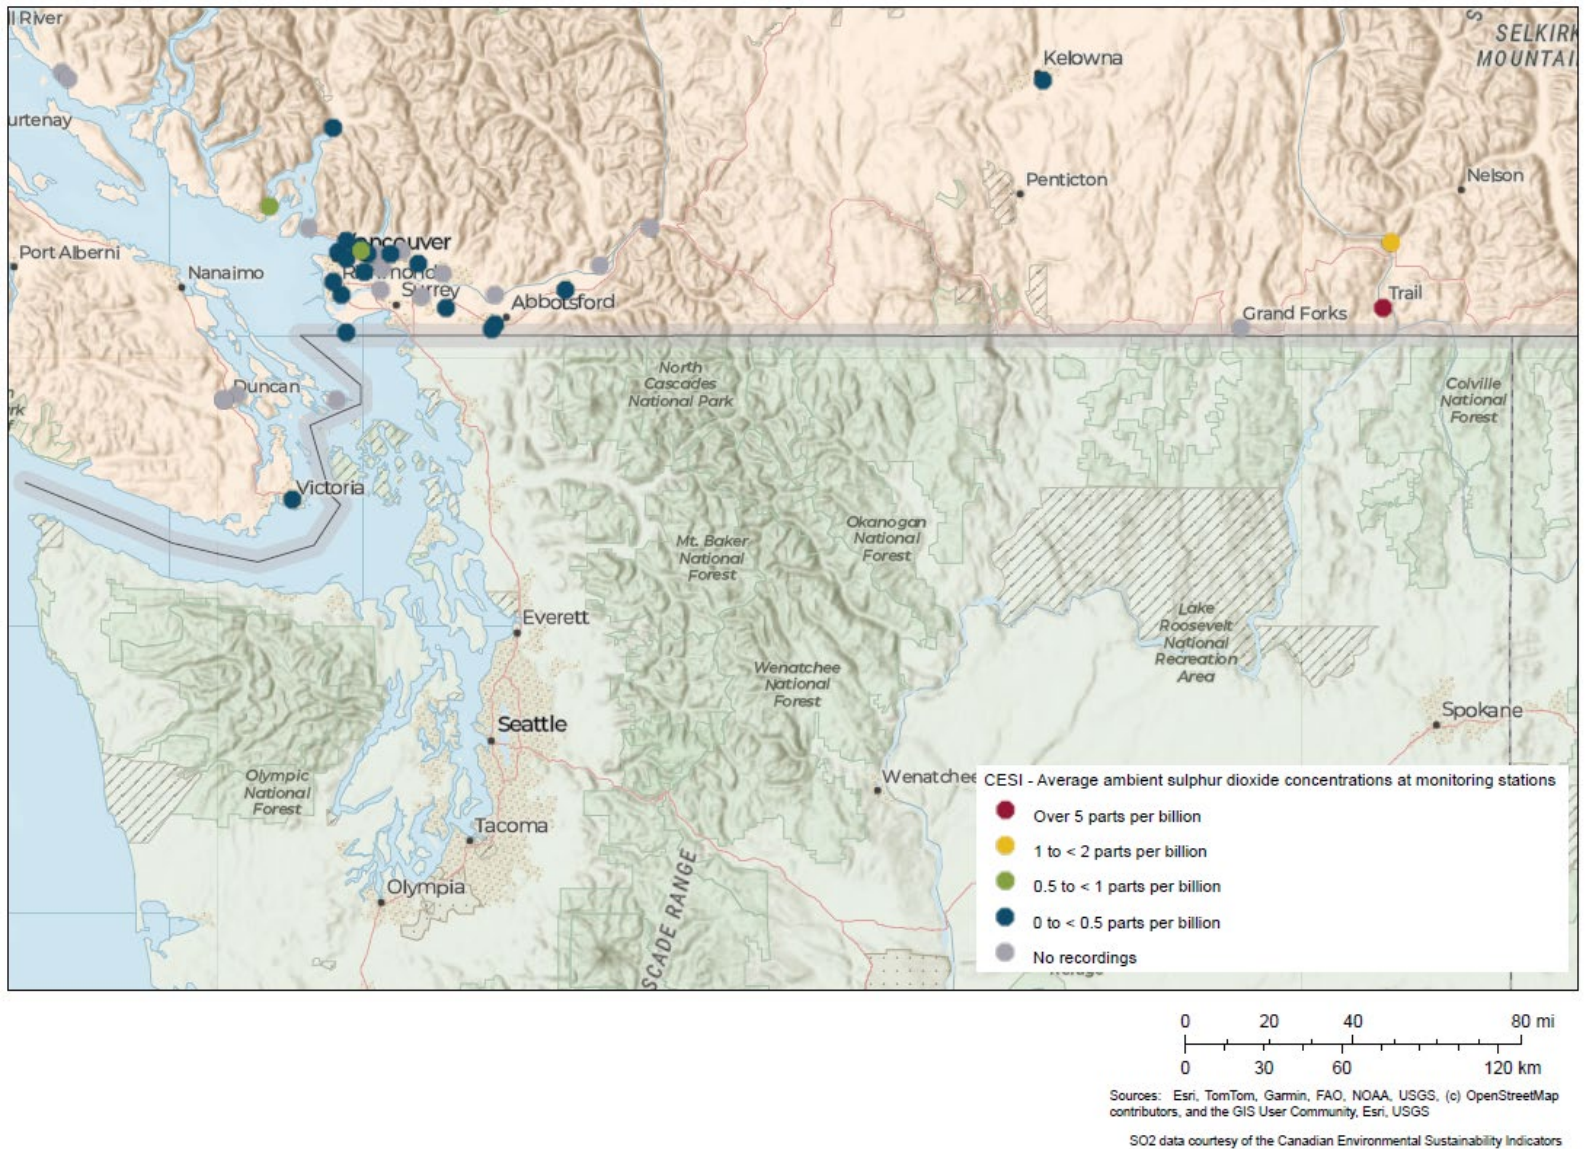 ll River
SELKIRK
MOUNTAI
Kelowna
urtenay
Nelson
Penticton
Vancouver
Port Alberni
Nanaimo
Richmond
Surrey
Abbotsford
Trail
Grand Forks
North
Cascades
National Park
Duncan
Colville
National
Forest
rk
Victoria
Okanogan
National
Forest
Mt. Baker
National
Forest
Everett
Lake
Roosevelt
National
Recreation
Area
Wenatchee
National
Forest
Seattle
Spokane
Olympic
National
Forest
Wenatchee
CESI - Average ambient sulphur dioxide concentrations at monitoring stations
Over 5 parts per billion
1 to < 2 parts per billion
0.5 to < 1 parts per billion
0 to < 0.5 parts per billion
No recordings
Tacoma
Olympia
SCADE RANGE
0 20 40 80 mi
0 30 60 120 km
Sources: Esri, TomTom, Garmin, FAO, NOAA, USGS, (c) OpenStreetMap
contributors, and the GIS User Community, Esri, USGS
SO2 data courtesy of the Canadian Environmental Sustainability Indicators